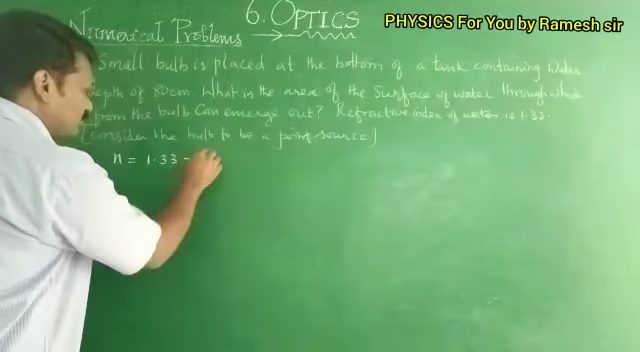 6. OPTICS
PHYSICS For You by Ramesh sir
Numerical Problems
Small bulb is placed at the bottom of a tank containing water
depth of 80cm What is the area of the Surface of water through which
from the bulb Can emerge out? Refractive index of water is 1.33.
[Consider the bulb to be a point source]
n = 1.33 -